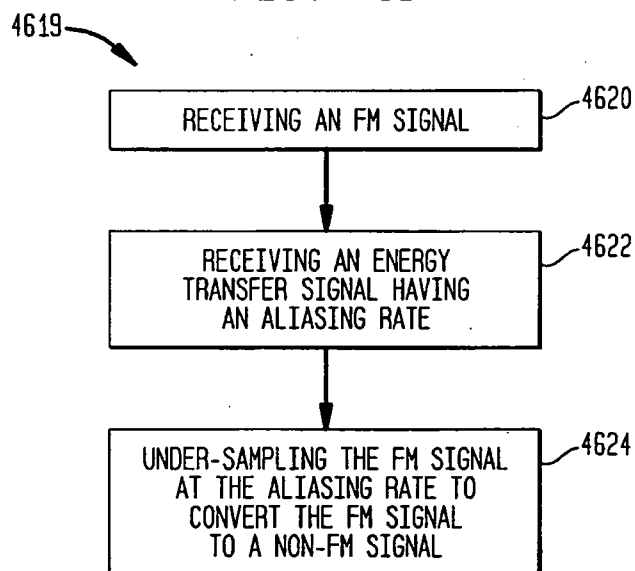 4619
RECEIVING AN FM SIGNAL
4620
RECEIVING AN ENERGY
TRANSFER SIGNAL HAVING
AN ALIASING RATE
4622
UNDER-SAMPLING THE FM SIGNAL
AT THE ALIASING RATE TO
CONVERT THE FM SIGNAL
TO A NON-FM SIGNAL
4624